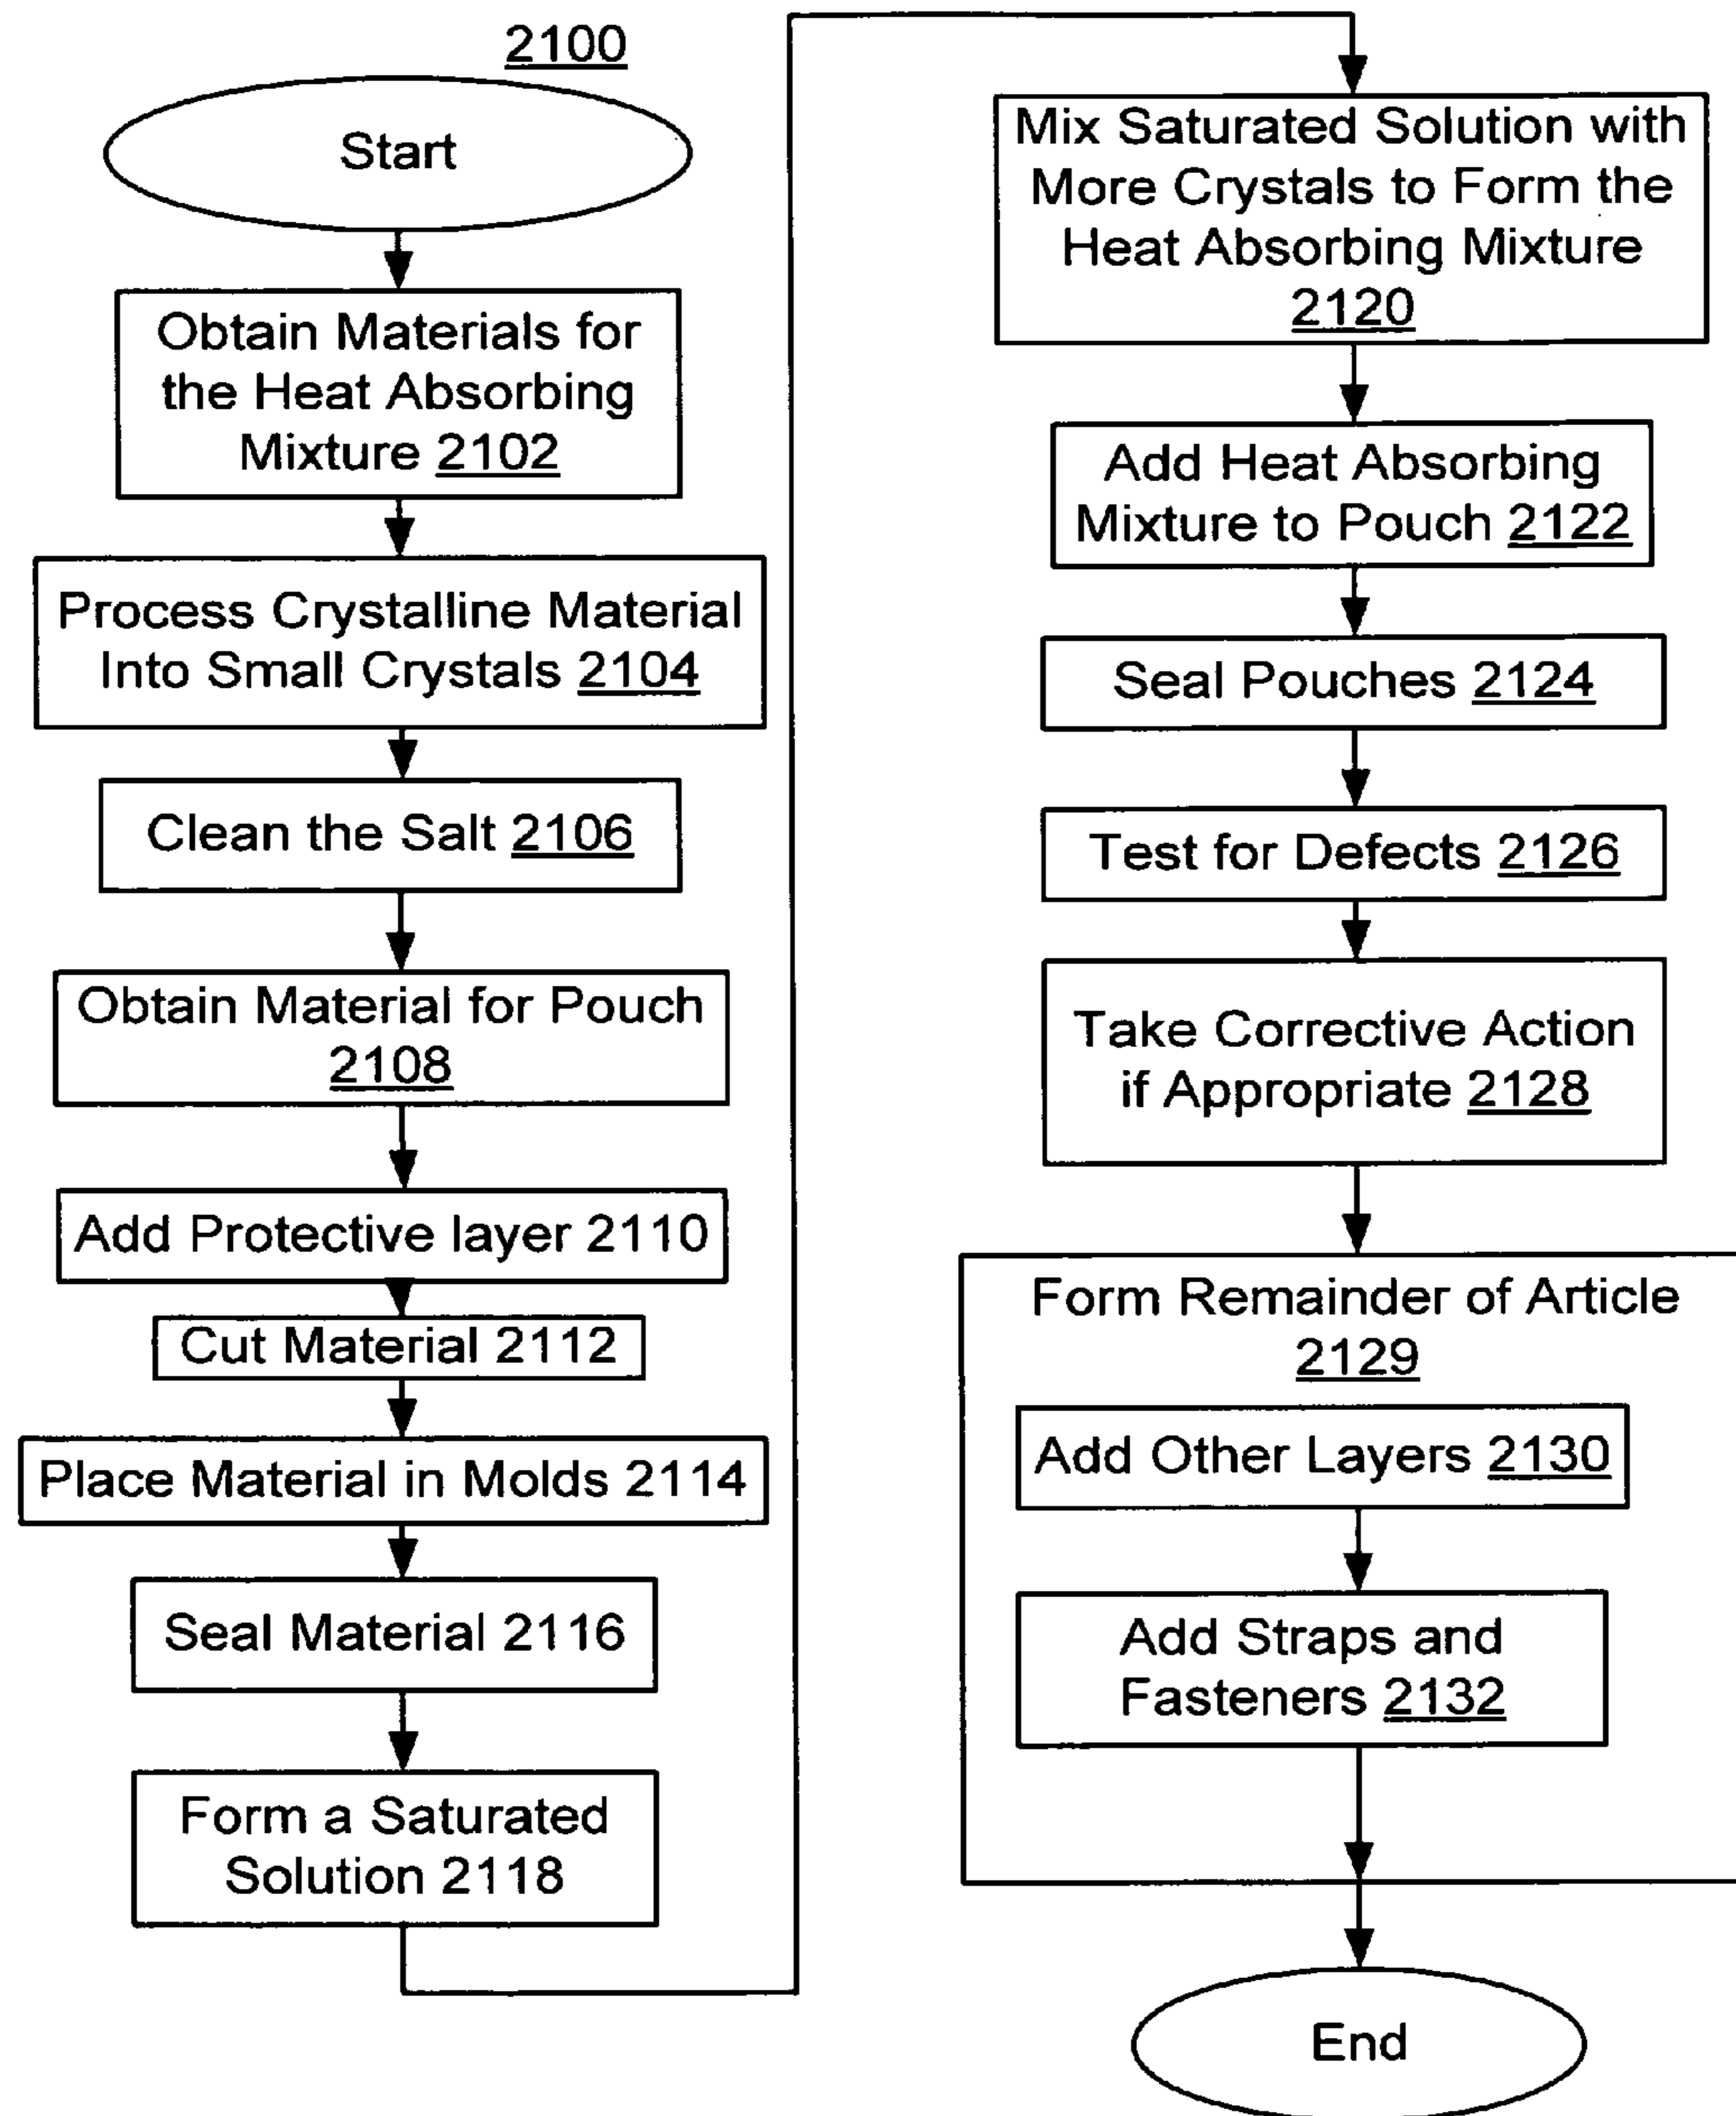 2100
Start
Obtain Materials for
the Heat Absorbing
Mixture 2102
Process Crystalline Material
Into Small Crystals 2104
Clean the Salt 2106
Obtain Material for Pouch
2108
Add Protective layer 2110
Cut Material 2112
Place Material in Molds 2114
Seal Material 2116
Form a Saturated
Solution 2118
Mix Saturated Solution with
More Crystals to Form the
Heat Absorbing Mixture
2120
Add Heat Absorbing
Mixture to Pouch 2122
Seal Pouches 2124
Test for Defects 2126
Take Corrective Action
if Appropriate 2128
Form Remainder of Article
2129
Add Other Layers 2130
Add Straps and
Fasteners 2132
End